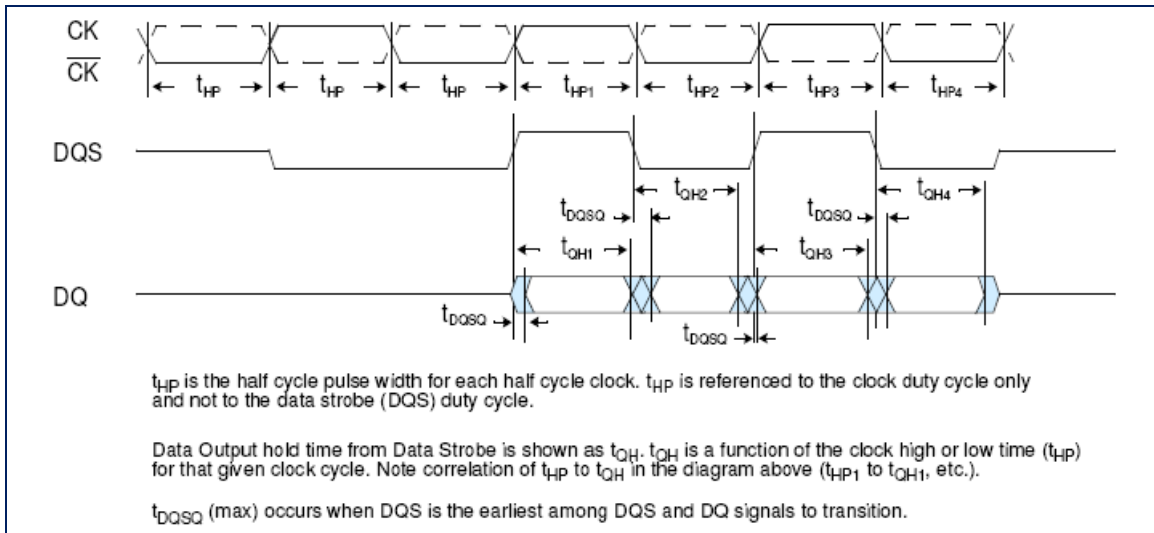 CK
CK
tHP tHP tHP tHP1 tHP2 tHP3 tHP4
DQS
tQH2 tQH4
tDQSQ tDQSQ
tQH1 tQH3
DQ
tDQSQ tDQSQ
tHP is the half cycle pulse width for each half cycle clock. tHP is referenced to the clock duty cycle only
and not to the data strobe (DQS) duty cycle.
Data Output hold time from Data Strobe is shown as tQH. tQH is a function of the clock high or low time (tHP)
for that given clock cycle. Note correlation of tHP to tQH in the diagram above (tHP1 to tQH1, etc.).
tDQSQ (max) occurs when DQS is the earliest among DQS and DQ signals to transition.